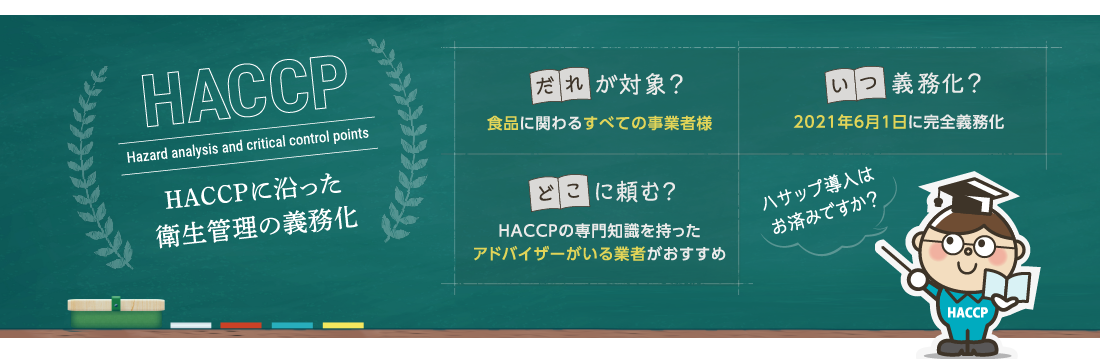 HACCP
Hazard analysis and critical control points
HACCPに沿った
衛生管理の義務化
だれが対象？
食品に関わるすべての事業者様
いつ義務化？
2021年6月1日に完全義務化
どこに頼む？
HACCPの専門知識を持った
アドバイザーがいる業者がおすすめ
ハサップ導入は
お済みですか？
HACCP